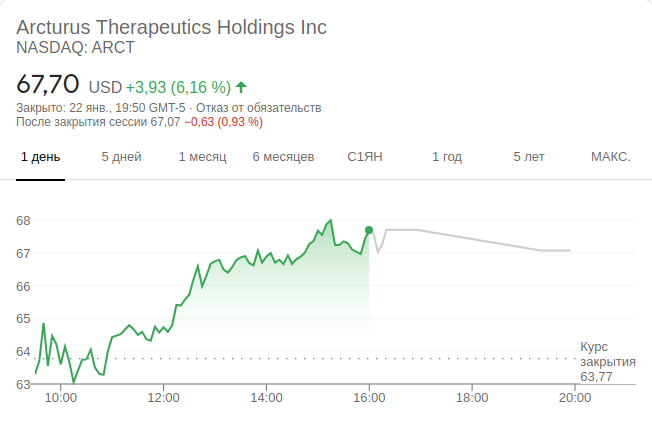 Arcturus Therapeutics Holdings Inc
NASDAQ: ARCT
67,70 USD +3,93 (6,16 %)
Закрыто: 22 янв., 19:50 GMT-5 · Отказ от обязательств
После закрытия сессии 67,07 −0,63 (0,93 %)
1 день 5 дней 1 месяц 6 месяцев С1ЯН 1 год 5 лет МАКС.
68
67
66
65
64
Курс
закрытия
63,77
63
10:00 12:00 14:00 16:00 18:00 20:00